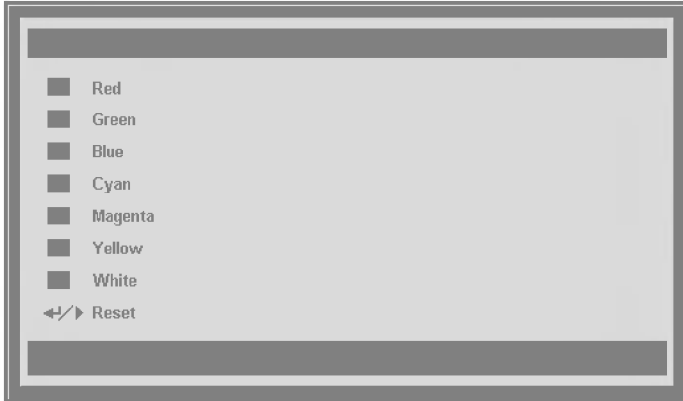 Red
Green
Blue
Cyan
Magenta
Yellow
White
Reset